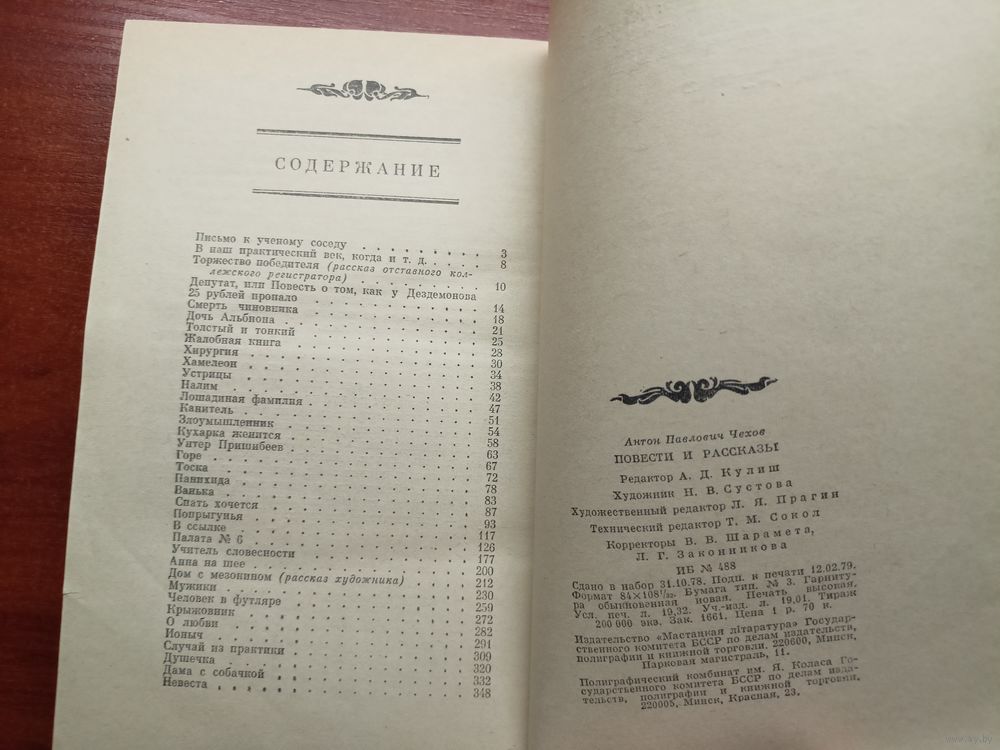 СОДЕРЖАНИЕ
Письмо к ученому соседу . . . . . . . . 3
В наш практический век, когда и т. д. . . . . 8
Торжество победителя (рассказ отставного кол-
лежского регистратора) . . . . . . . . 10
Депутат, или Повесть о том, как у Дездемонова
25 рублей пропало . . . . . . . . 14
Смерть чиновника . . . . . . . . 18
Дочь Альбиона . . . . . . . . 21
Толстый и тонкий . . . . . . . . 25
Жалобная книга . . . . . . . . 28
Хирургия . . . . . . . . 30
Хамелеон . . . . . . . . 34
Устрицы . . . . . . . . 38
Налим . . . . . . . . 42
Лошадиная фамилия . . . . . . . . 47
Канитель . . . . . . . . 51
Злоумышленник . . . . . . . . 54
Кухарка женится . . . . . . . . 58
Унтер Пришибеев . . . . . . . . 63
Горе . . . . . . . . 67
Тоска . . . . . . . . 72
Панихида . . . . . . . . 78
Ванька . . . . . . . . 83
Спать хочется . . . . . . . . 87
Попрыгунья . . . . . . . . 93
В ссылке . . . . . . . . 117
Палата № 6 . . . . . . . . 126
Учитель словесности . . . . . . . . 177
Анна на шее . . . . . . . . 200
Дом с мезонином (рассказ художника) . . . . 212
Мужики . . . . . . . . 230
Человек в футляре . . . . . . . . 259
Крыжовник . . . . . . . . 272
О любви . . . . . . . . 282
Ионыч . . . . . . . . 291
Случай из практики . . . . . . . . 309
Душечка . . . . . . . . 320
Дама с собачкой . . . . . . . . 332
Невеста . . . . . . . . 348
Антон Павлович Чехов
ПОВЕСТИ И РАССКАЗЫ
Редактор А. Д. Кулиш
Художник Н. В. Сустова
Художественный редактор Л. Я. Прагин
Технический редактор Т. М. Сокол
Корректоры В. В. Шарамета,
Л. Г. Законникова
ИБ № 488
Сдано в набор 31.10.78. Подп. к печати 12.02.79.
Формат 84×108 1/32. Бумага тип. № 3. Гарниту-
ра обыкновенная новая. Печать высокая.
Усл. печ. л. 19,32. Уч.-изд. л. 19,01. Тираж
200 000 экз. Зак. 1661. Цена 1 р. 70 к.
Издательство «Мастацкая літаратура» Государ-
ственного комитета БССР по делам издательств,
полиграфии и книжной торговли. 220600, Минск,
Парковая магистраль, 11.
Полиграфический комбинат им. Я. Коласа Го-
сударственного комитета БССР по делам изда-
тельств, полиграфии и книжной торговли.
220005, Минск, Красная, 23.